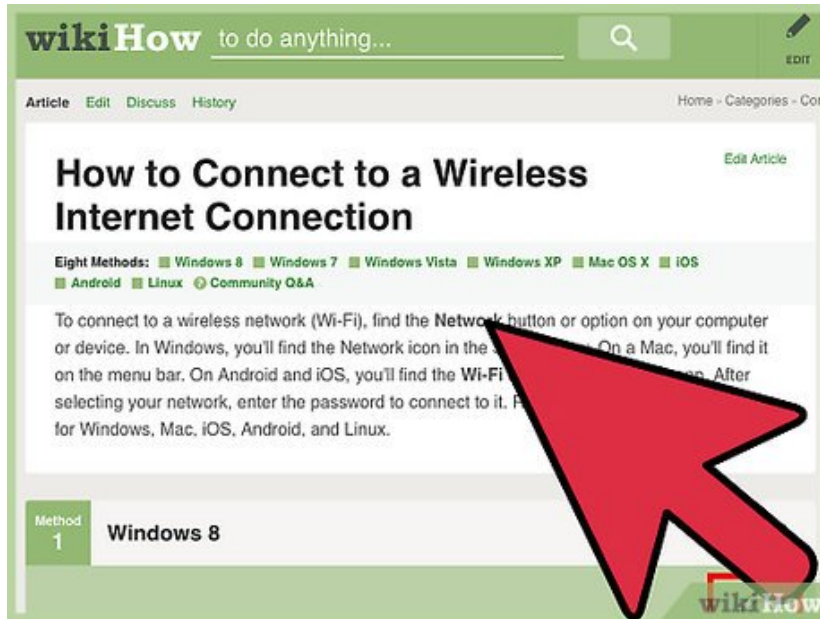 wikiHow to do anything...
EDIT
Article Edit Discuss History
Home - Categories -
How to Connect to a Wireless
Internet Connection
Edit Article
Eight Methods: Windows 8 Windows 7 Windows Vista Windows XP Mac OS X iOS
Android Linux Community Q&A
To connect to a wireless network (Wi-Fi), find the Network button or option on your computer
or device. In Windows, you'll find the Network icon in the On a Mac, you'll find it
on the menu bar. On Android and iOS, you'll find the Wi-Fi After
selecting your network, enter the password to connect to it.
for Windows, Mac, iOS, Android, and Linux.
Method
1
Windows 8
wikiHow